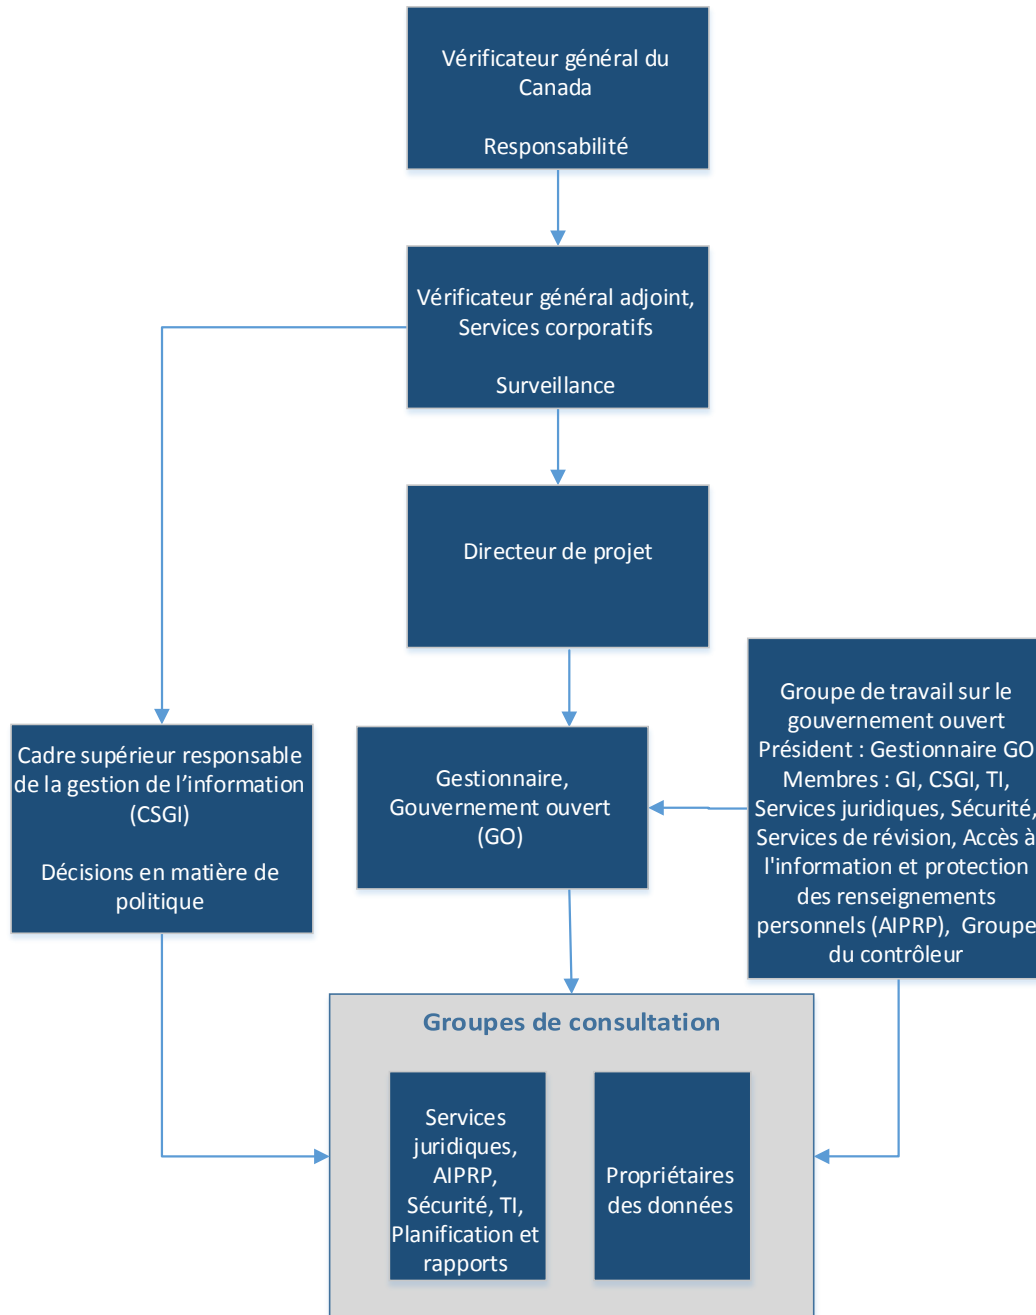 Vérificateur général du
Canada
Responsabilité
Vérificateur général adjoint,
Services corporatifs
Surveillance
Directeur de projet
Cadre supérieur responsable
de la gestion de l’information
(CSGI)
Décisions en matière de
politique
Gestionnaire,
Gouvernement ouvert
(GO)
Groupe de travail sur le
gouvernement ouvert
Président : Gestionnaire GO
Membres : GI, CSGI, TI,
Services juridiques, Sécurité,
Services de révision, Accès à
l'information et protection
des renseignements
personnels (AIPRP), Groupe
du contrôleur
Groupes de consultation
Services
juridiques,
AIPRP,
Sécurité, TI,
Planification et
rapports
Propriétaires
des données